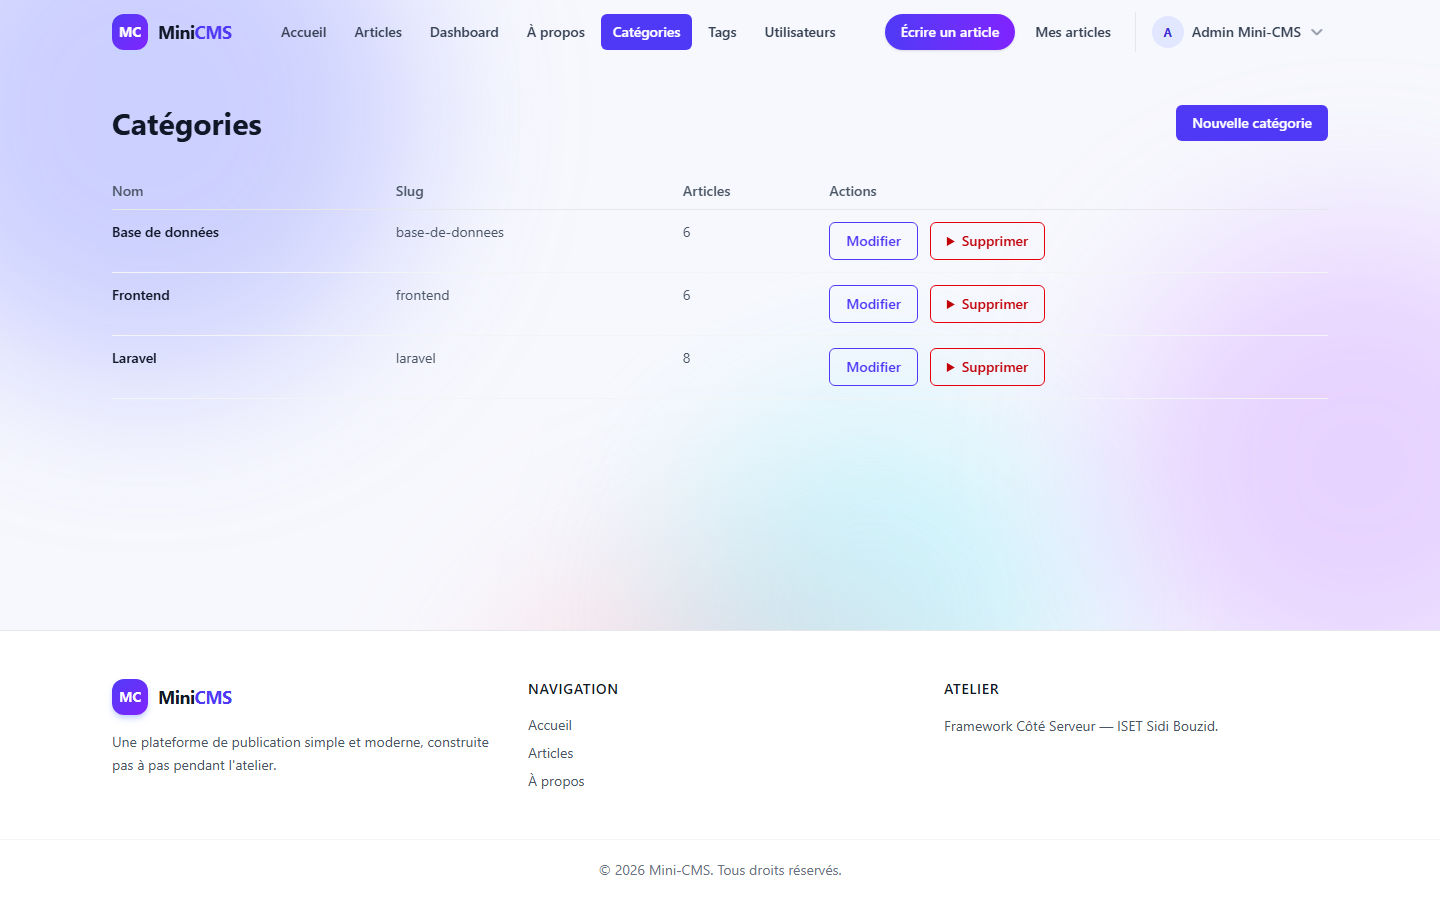 MC MiniCMS Accueil Articles Dashboard À propos Catégories Tags Utilisateurs Écrire un article Mes articles A Admin Mini-CMS
Catégories Nouvelle catégorie
Nom Slug Articles Actions
Base de données base-de-donnees 6 Modifier Supprimer
Frontend frontend 6 Modifier Supprimer
Laravel laravel 8 Modifier Supprimer
MC MiniCMS
Une plateforme de publication simple et moderne, construite
pas à pas pendant l'atelier.
NAVIGATION
Accueil
Articles
À propos
ATELIER
Framework Côté Serveur — ISET Sidi Bouzid.
© 2026 Mini-CMS. Tous droits réservés.